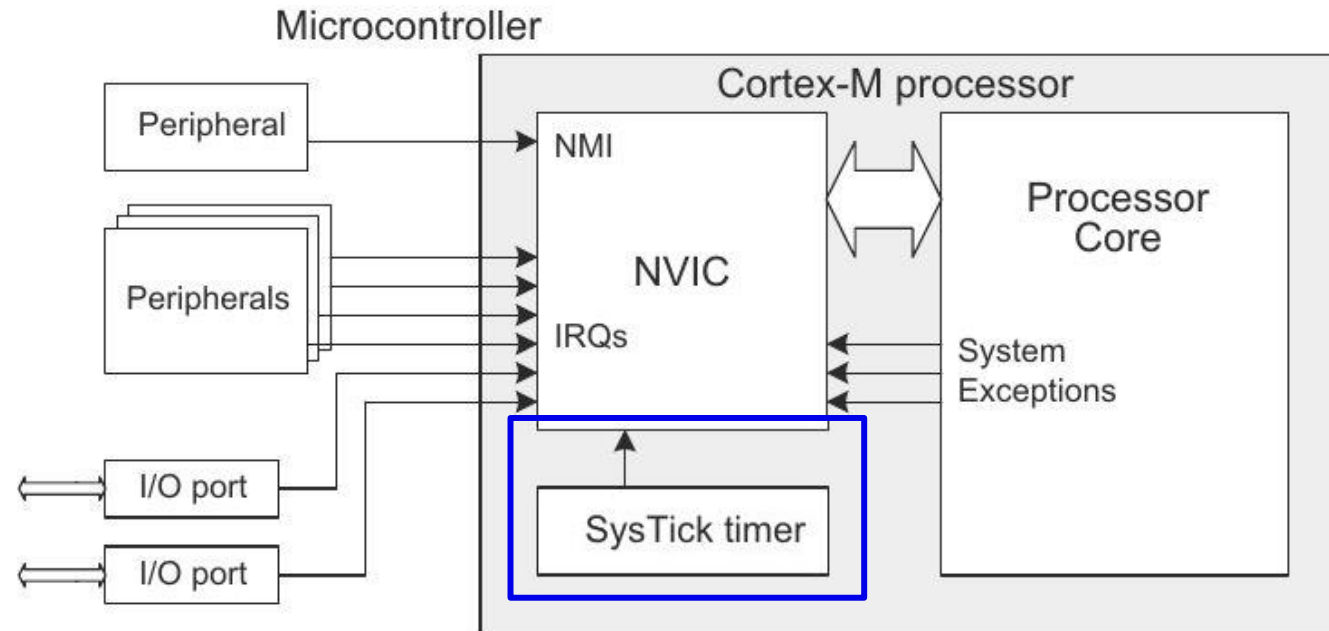 Microcontroller
Cortex-M processor
Peripheral
NMI
Processor
Core
NVIC
Peripherals
IRQs
System
Exceptions
I/O port
SysTick timer
I/O port